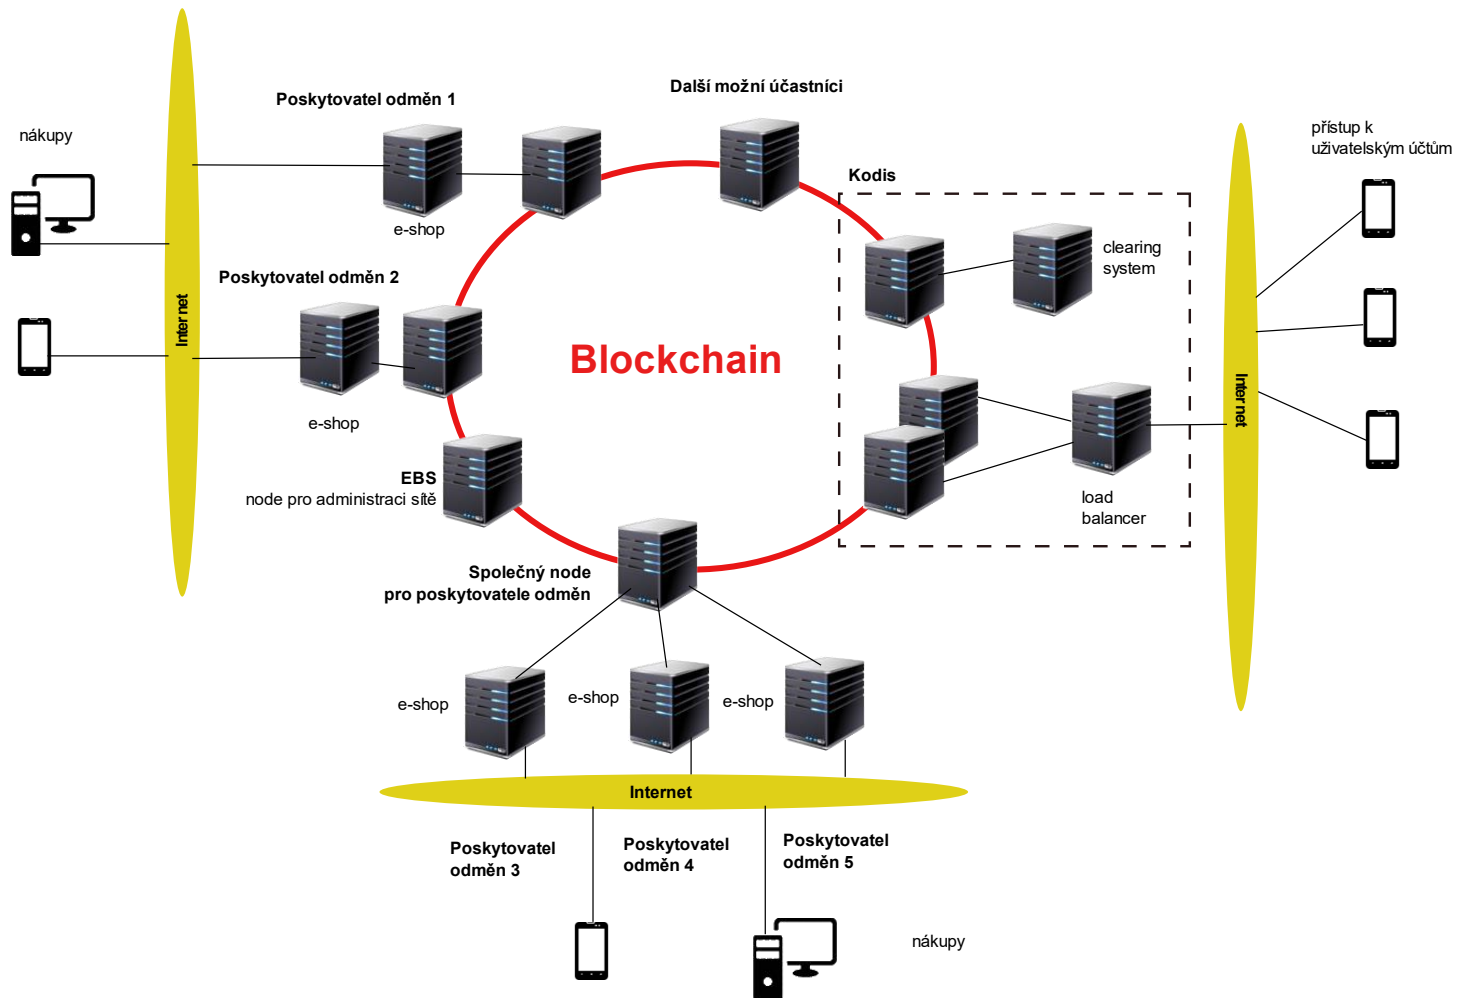 Další možní účastníci
Poskytovatel odměn 1
nákupy
přístup k
uživatelským účtům
Kodis
e-shop
clearing
system
Poskytovatel odměn 2
Internet
Blockchain
Internet
e-shop
EBS
node pro administraci sítě
load
balancer
Společný node
pro poskytovatele odměn
e-shop
e-shop
e-shop
Internet
Poskytovatel
odměn 3
Poskytovatel
odměn 4
Poskytovatel
odměn 5
nákupy